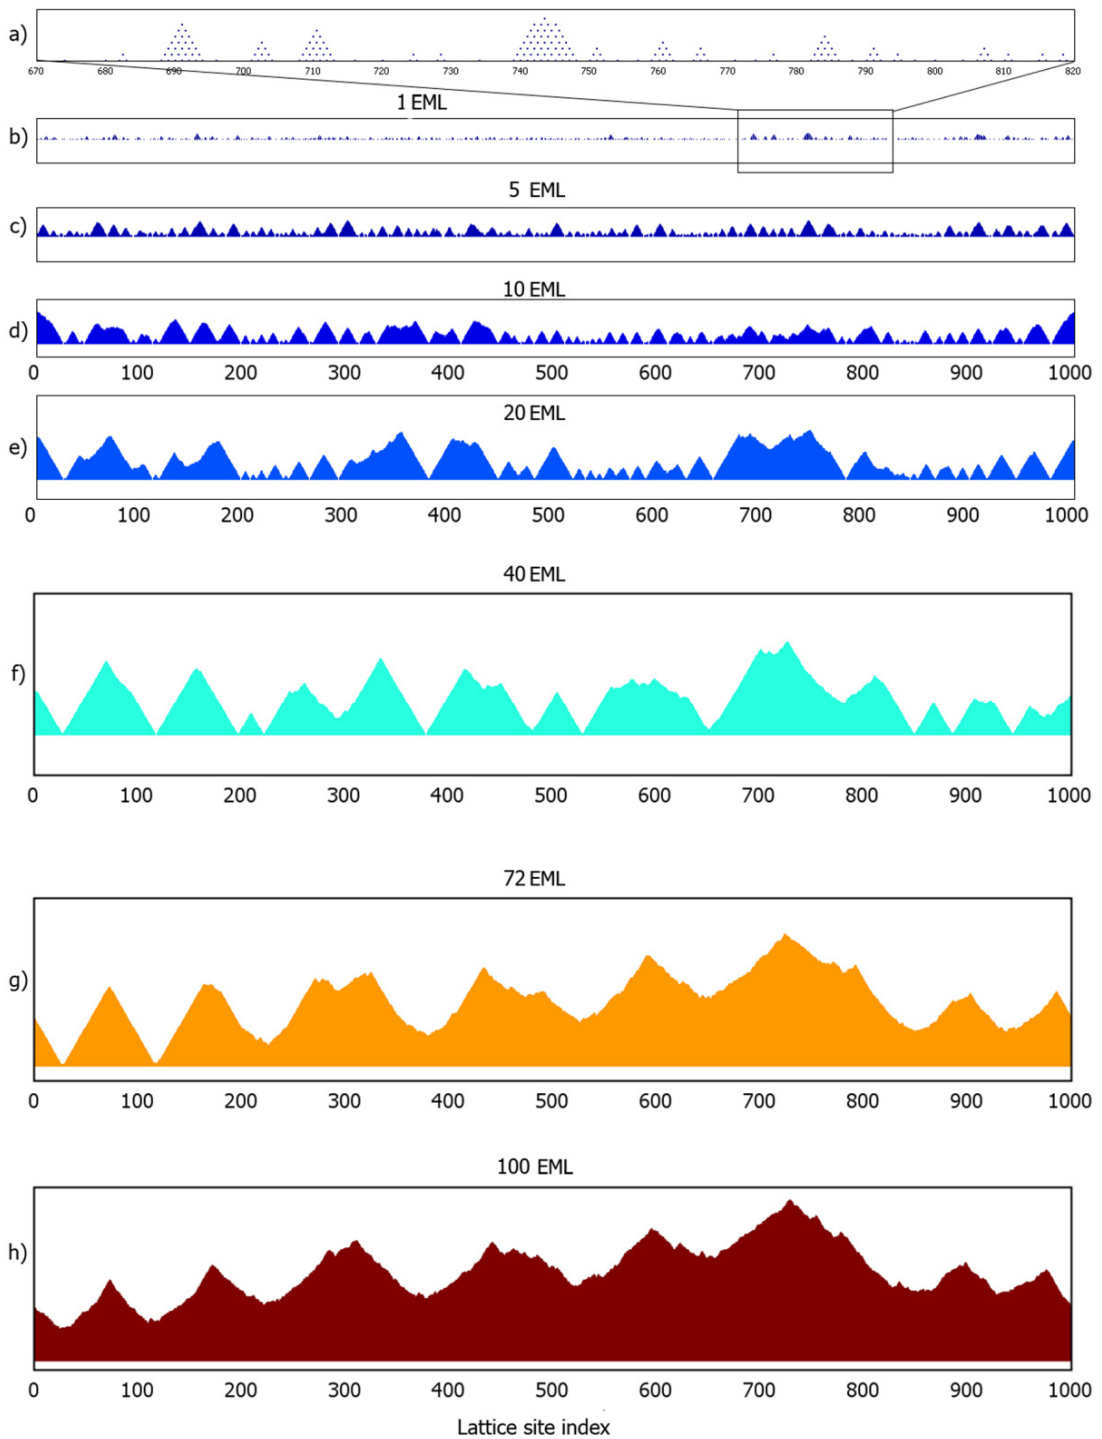 a)
670 680 690 700 710 720 730 740 750 760 770 780 790 800 810 820
1 EML
b)
5 EML
c)
10 EML
d)
0 100 200 300 400 500 600 700 800 900 1000
20 EML
e)
0 100 200 300 400 500 600 700 800 900 1000
40 EML
f)
0 100 200 300 400 500 600 700 800 900 1000
72 EML
g)
0 100 200 300 400 500 600 700 800 900 1000
100 EML
h)
0 100 200 300 400 500 600 700 800 900 1000
Lattice site index